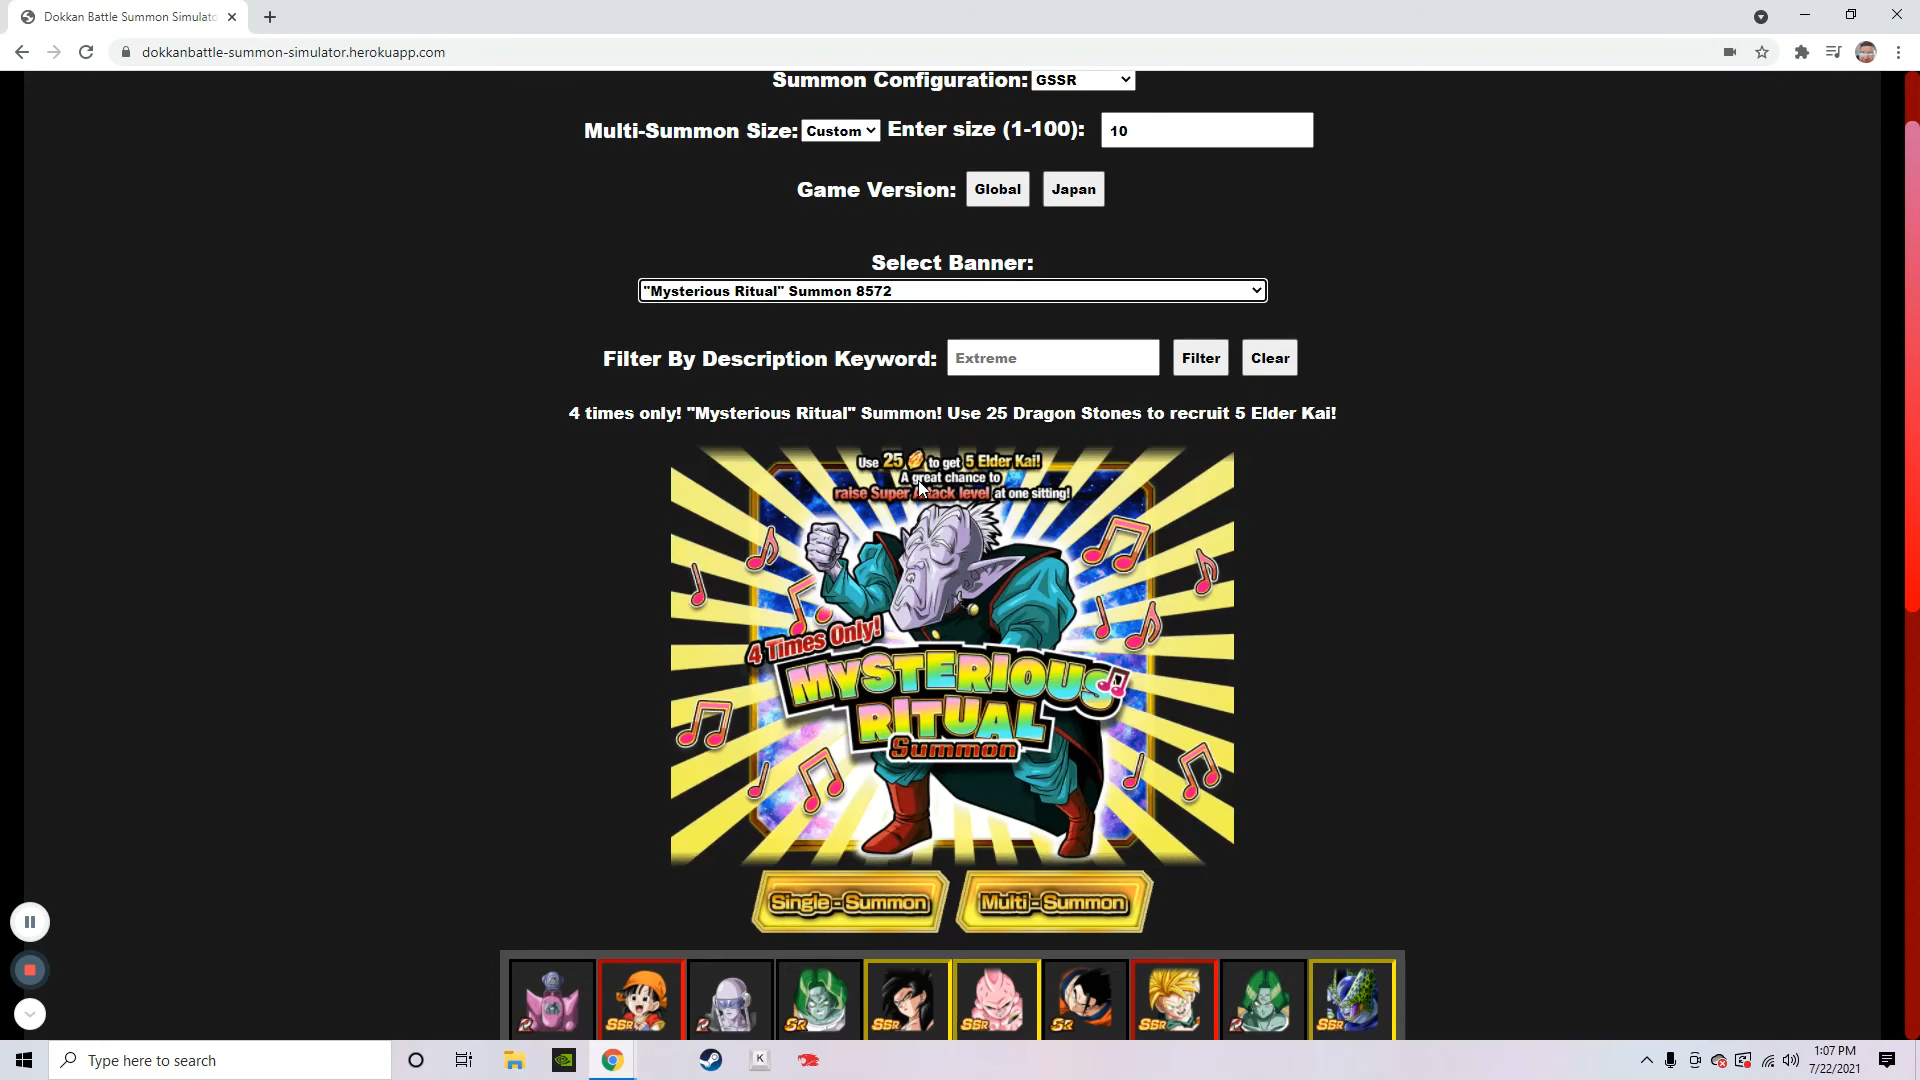 Dokkan Battle Summon Simulato
dokkanbattle-summon-simulator.herokuapp.com
Summon Configuration: GSSR
Multi-Summon Size: Custom Enter size (1-100): 10
Game Version: Global Japan
Select Banner:
"Mysterious Ritual" Summon 8572
Filter By Description Keyword: Extreme Filter Clear
4 times only! "Mysterious Ritual" Summon! Use 25 Dragon Stones to recruit 5 Elder Kai!
Use 25 to get 5 Elder Kai!
A great chance to
raise Super Attack level at one sitting!
4 Times Only!
MYSTERIOUS
RITUAL
Summon
Single-Summon Multi-Summon
R SSR R SR SSR SSR SR SSR R SSR
Type here to search
K
1:07 PM
7/22/2021